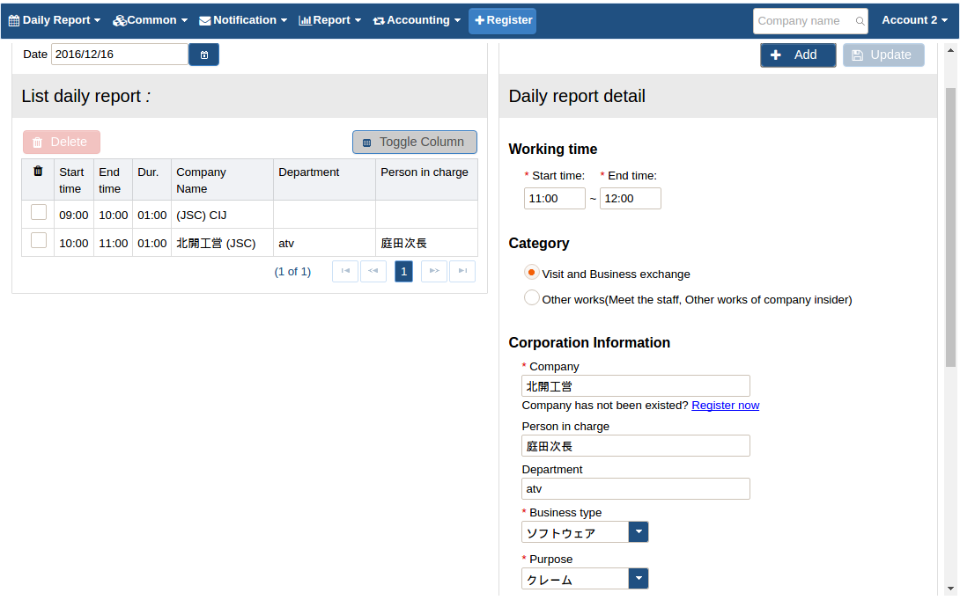 Daily Report Common Notification Report Accounting Register Company name Account 2
Date 2016/12/16
Add Update
List daily report :
Daily report detail
Delete
Toggle Column
Start time End time Dur. Company Name Department Person in charge
09:00 10:00 01:00 (JSC) CIJ
10:00 11:00 01:00 北開工営 (JSC) atv 庭田次長
(1 of 1) 1
Working time
* Start time: * End time:
11:00 ~ 12:00
Category
Visit and Business exchange
Other works(Meet the staff, Other works of company insider)
Corporation Information
* Company
北開工営
Company has not been existed? Register now
Person in charge
庭田次長
Department
atv
* Business type
ソフトウェア
* Purpose
クレーム